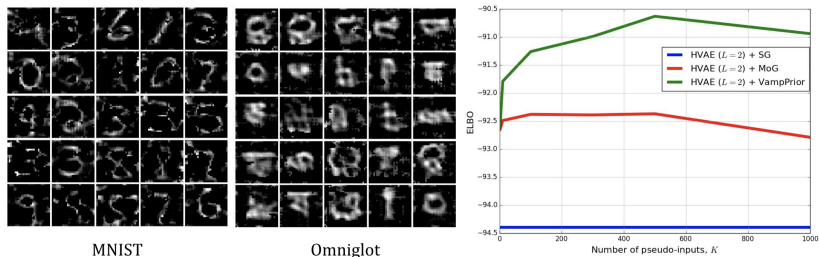 MNIST
Omniglot
−90.5
−91.0
−91.5
−92.0
−92.5
−93.0
−93.5
−94.0
−94.5
ELBO
HVAE (L = 2) + SG
HVAE (L = 2) + MoG
HVAE (L = 2) + VampPrior
0
200
400
600
800
1000
Number of pseudo-inputs, K